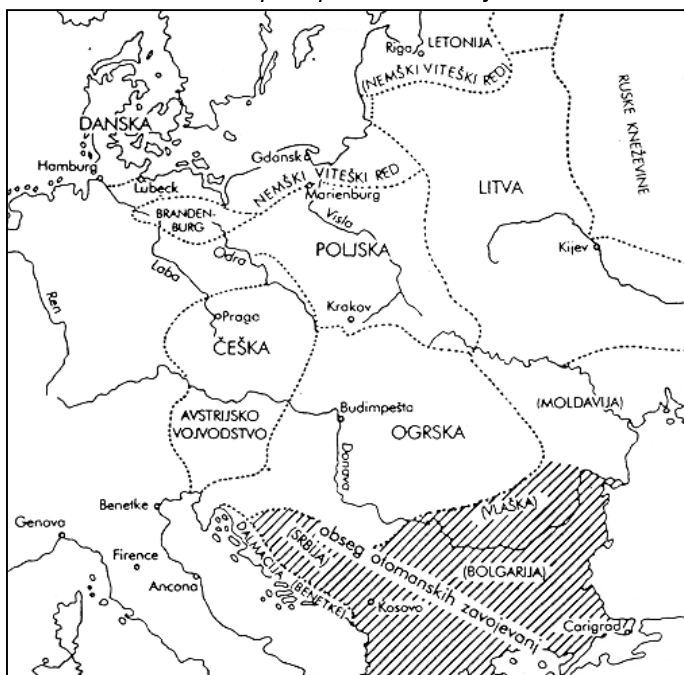 Riga
LETONIJA
(NEMŠKI VITEŠKI RED)
RUSKE KNEŽEVINE
DANSKA
Hamburg
Lübeck
Gdansk
NEMŠKI VITEŠKI RED
Marienburg
LITVA
BRANDEN-
BURG
Visla
POLJSKA
Kijev
Odra
Laba
Ren
Praga
Krakov
ČEŠKA
AVSTRIJSKO
VOJVODSTVO
Budimpešta
OGRSKA
(MOLDAVIJA)
Donava
Benetke
Genova
(VLAŠKA)
Firence
Ancona
DALMACIJA (BENETKE)
(SRBIJA)
obseg otomanskih zavojevanj
(BOLGARIJA)
Kosovo
Carigrad